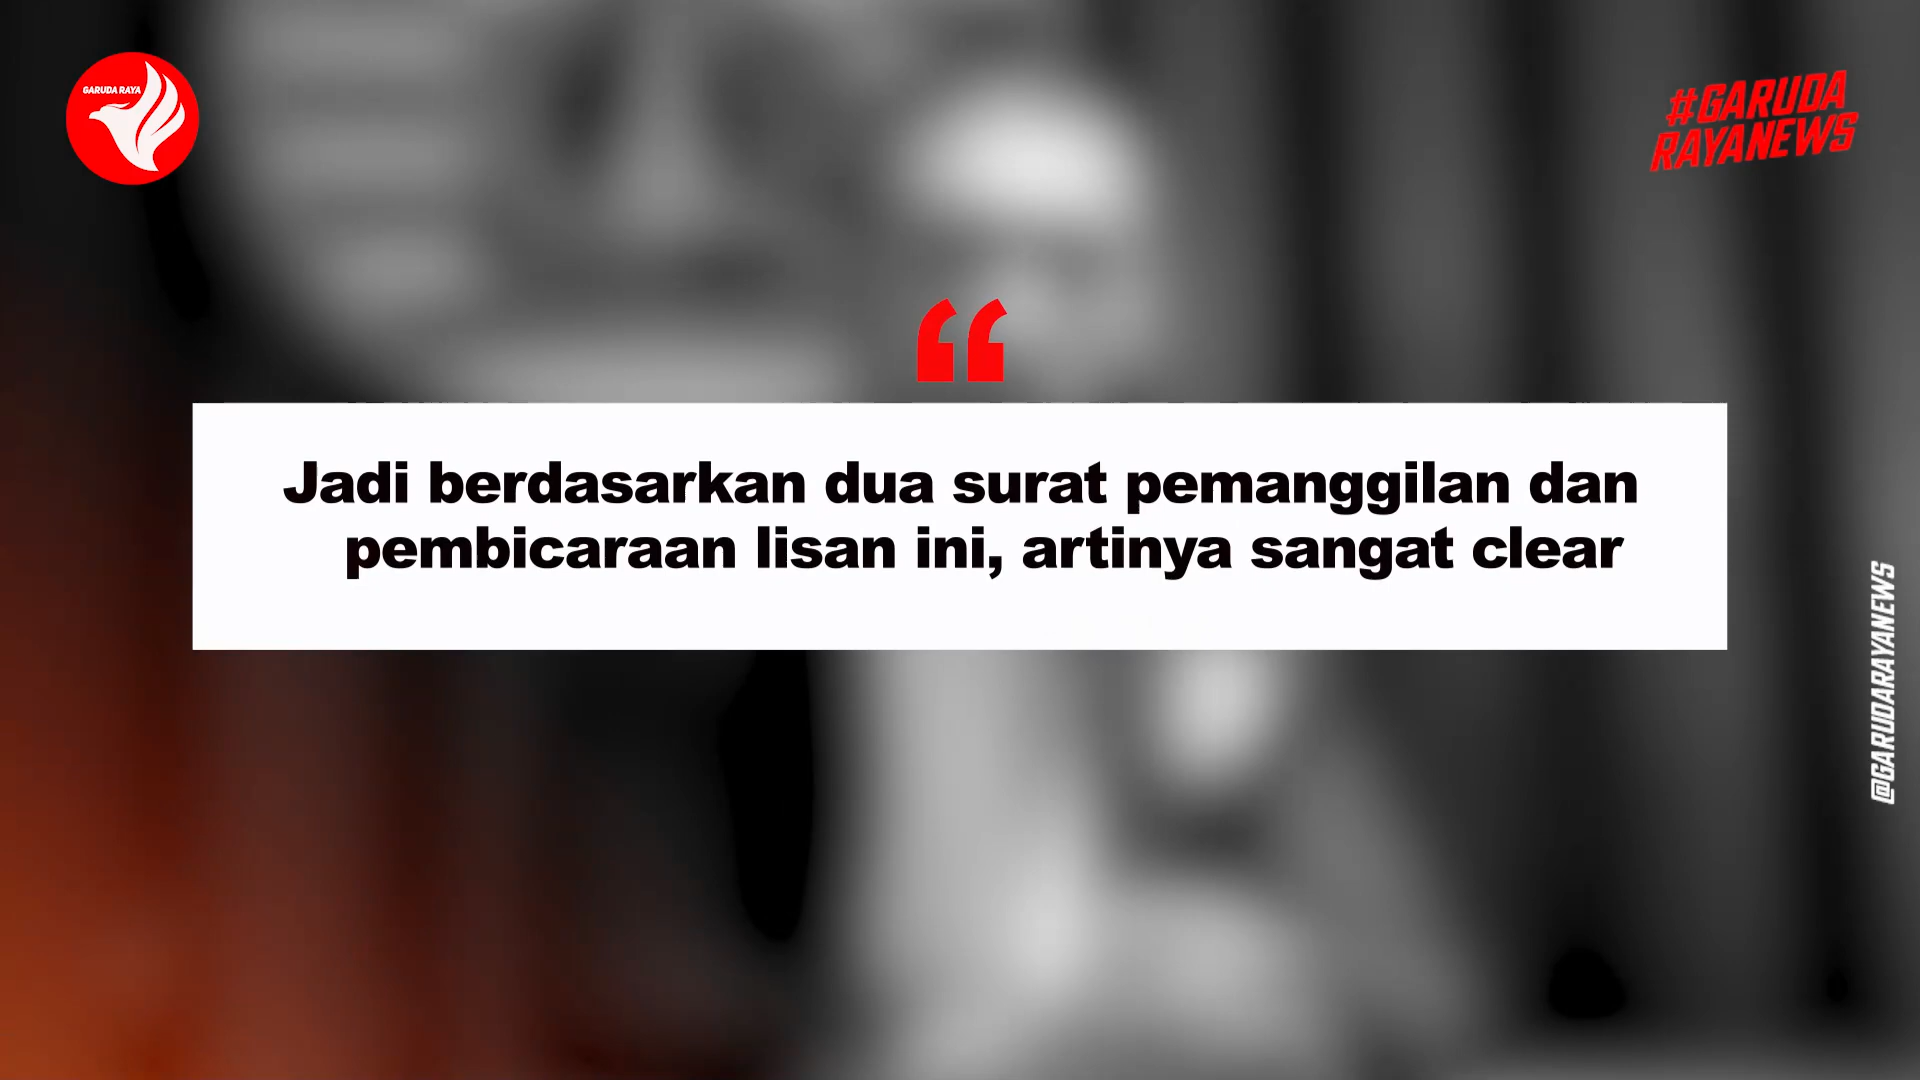 GARUDA RAYA
#GARUDA
RAYANEWS
“
Jadi berdasarkan dua surat pemanggilan dan
pembicaraan lisan ini, artinya sangat clear
@GARUDARAYANEWS